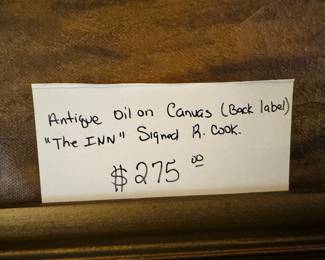 Antique Oil on Canvas (Back label)
"The INN" Signed R. Cook.
$275 00